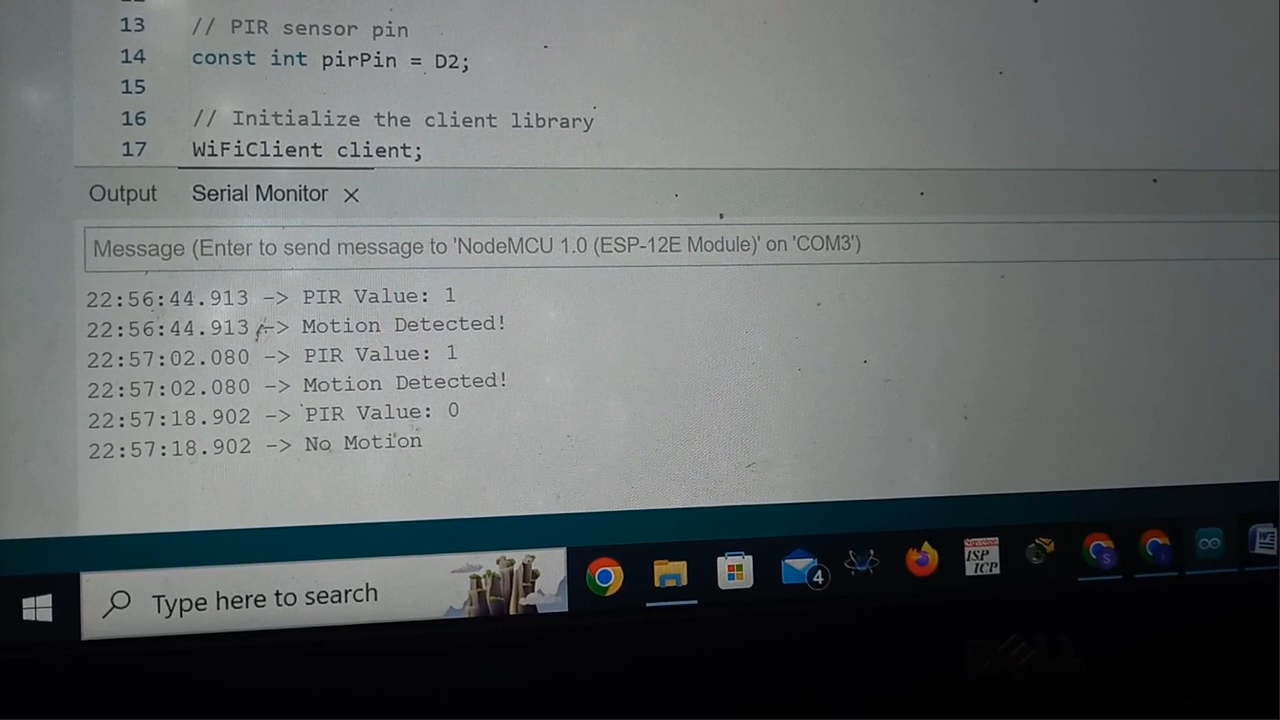 13 // PIR sensor pin
14 const int pirPin = D2;
15
16 // Initialize the client library
17 WiFiClient client;
Output Serial Monitor X
Message (Enter to send message to 'NodeMCU 1.0 (ESP-12E Module)' on 'COM3')
22:56:44.913 -> PIR Value: 1
22:56:44.913 -> Motion Detected!
22:57:02.080 -> PIR Value: 1
22:57:02.080 -> Motion Detected!
22:57:18.902 -> PIR Value: 0
22:57:18.902 -> No Motion
Type here to search
4
ISP
ICP
S
DELL